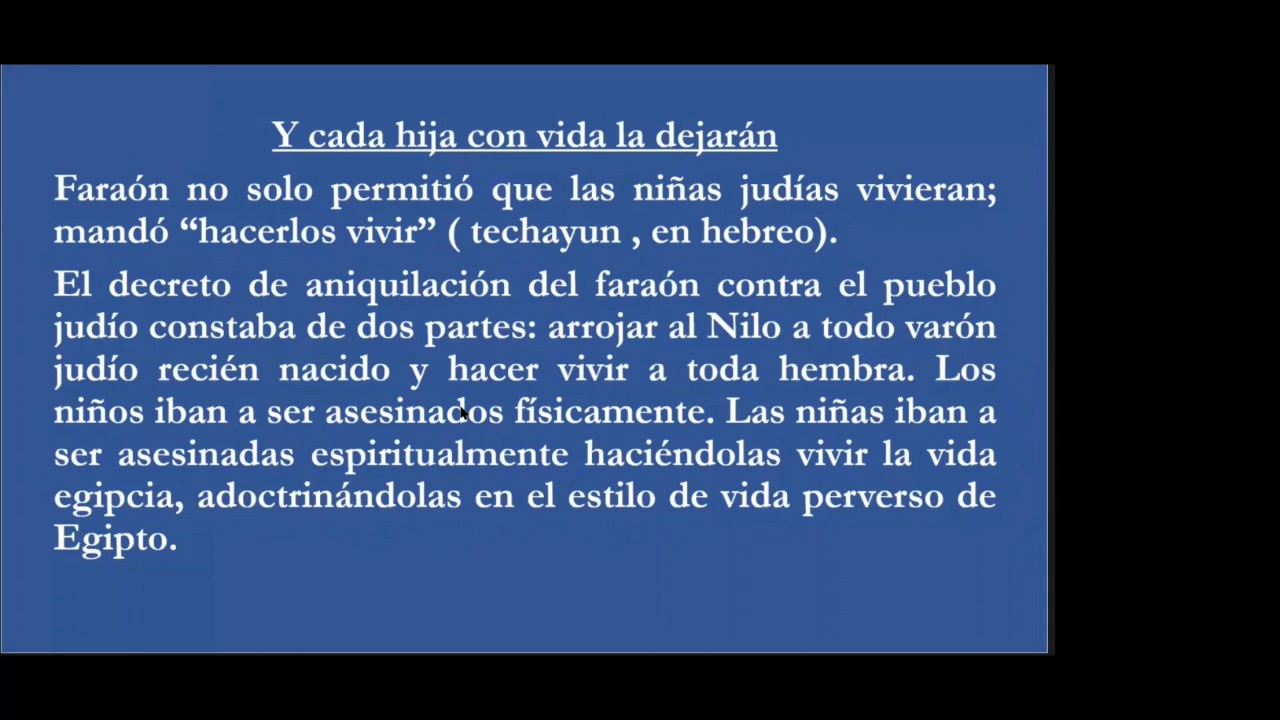 Y cada hija con vida la dejarán
Faraón no solo permitió que las niñas judías vivieran;
mandó “hacerlos vivir” ( techayun , en hebreo).
El decreto de aniquilación del faraón contra el pueblo
judío constaba de dos partes: arrojar al Nilo a todo varón
judío recién nacido y hacer vivir a toda hembra. Los
niños iban a ser asesinados físicamente. Las niñas iban a
ser asesinadas espiritualmente haciéndolas vivir la vida
egipcia, adoctrinándolas en el estilo de vida perverso de
Egipto.